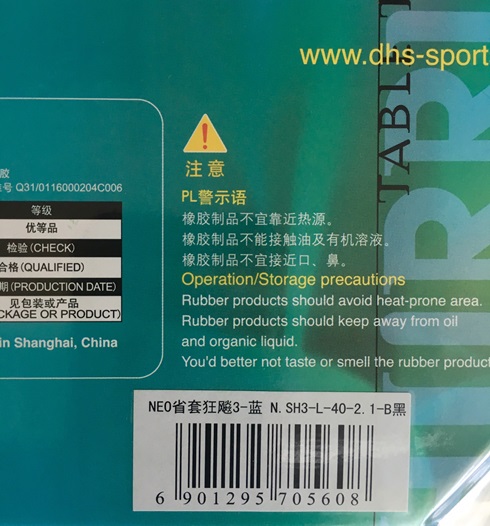 www.dhs-sport
TABLE T
胶
号 Q31/0116000204C006
等级
优等品
检验(CHECK)
合格(QUALIFIED)
期(PRODUCTION DATE)
见包装或产品
CKAGE OR PRODUCT)
in Shanghai, China
注意
PL警示语
橡胶制品不宜靠近热源。
橡胶制品不能接触油及有机溶液。
橡胶制品不宜接近口、鼻。
Operation/Storage precautions
Rubber products should avoid heat-prone area.
Rubber products should keep away from oil
and organic liquid.
You'd better not taste or smell the rubber product
NEO省套狂飚3-蓝 N.SH3-L-40-2.1-B黑
6 901295 705608